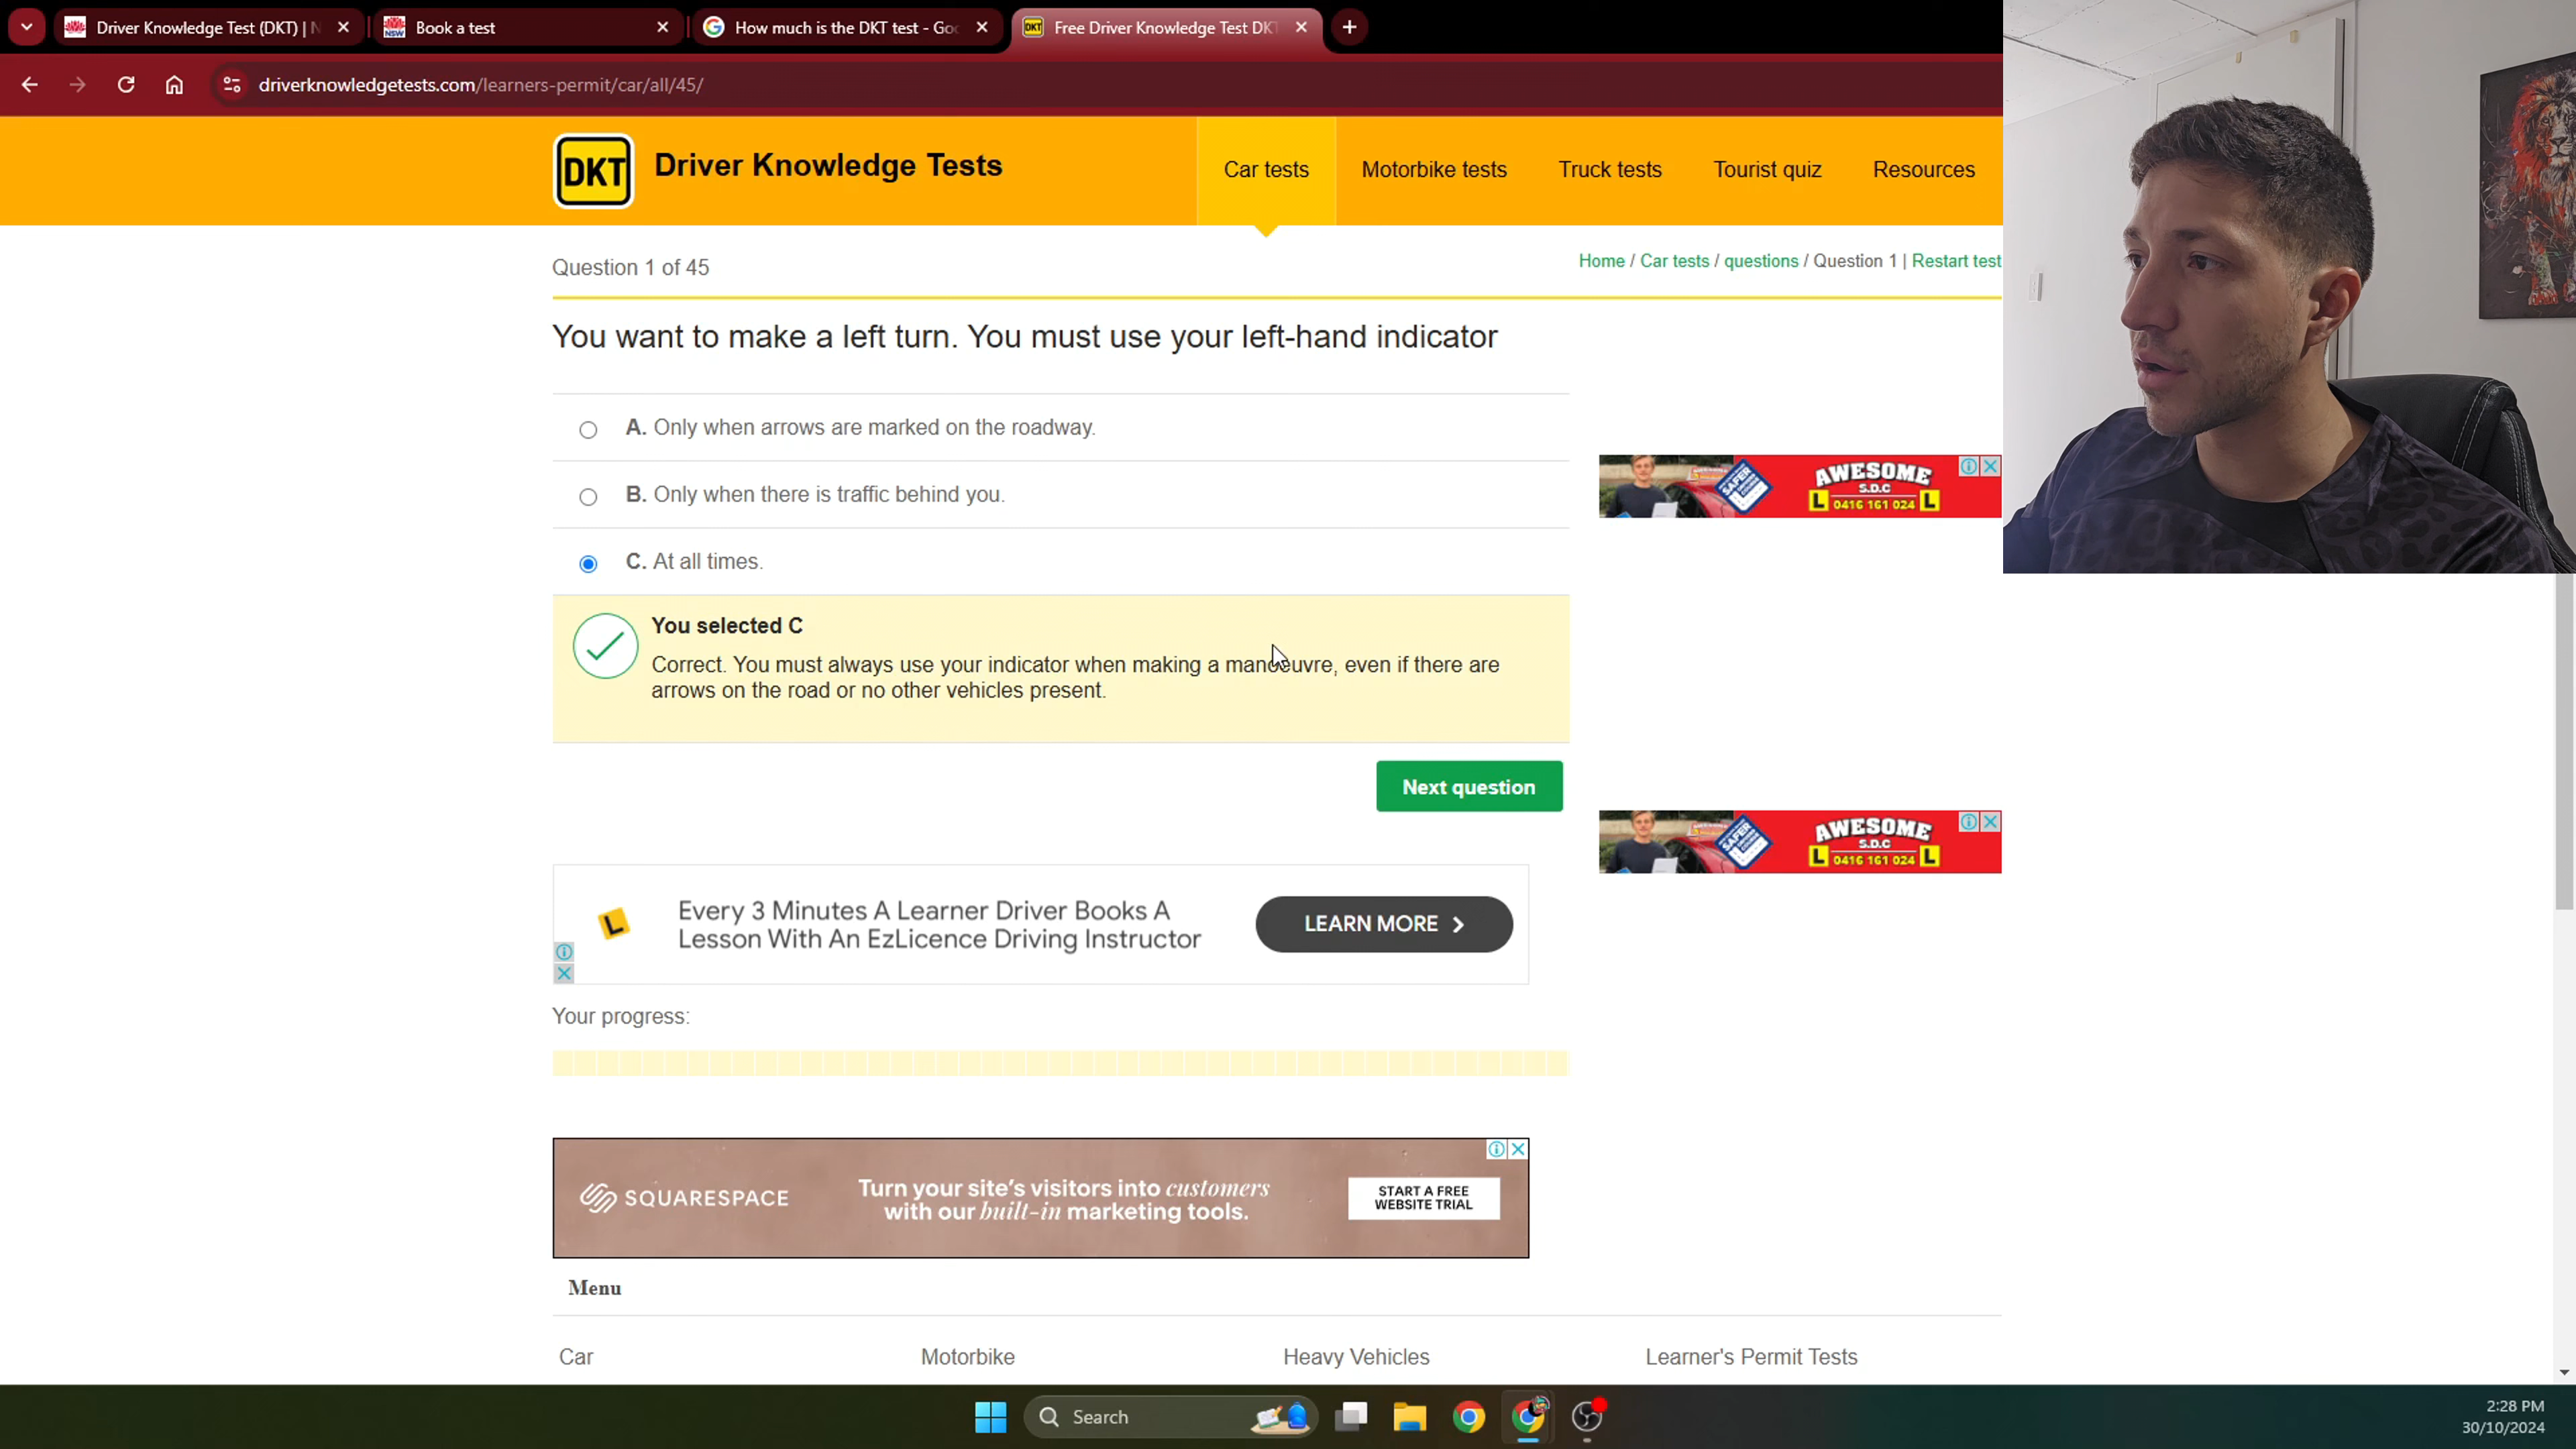 Driver Knowledge Test (DKT) | N
Book a test
How much is the DKT test - Goo
Free Driver Knowledge Test DKT
driverknowledgetests.com/learners-permit/car/all/45/
DKT
Driver Knowledge Tests
Car tests
Motorbike tests
Truck tests
Tourist quiz
Resources
Question 1 of 45
Home / Car tests / questions / Question 1 | Restart test
You want to make a left turn. You must use your left-hand indicator
A. Only when arrows are marked on the roadway.
B. Only when there is traffic behind you.
C. At all times.
You selected C
Correct. You must always use your indicator when making a manoeuvre, even if there are
arrows on the road or no other vehicles present.
Next question
AWESOME
S.D.C
L 0416 161 024 L
SAFER
AWESOME
S.D.C
L 0416 161 024 L
SAFER
L
Every 3 Minutes A Learner Driver Books A
Lesson With An EzLicence Driving Instructor
LEARN MORE
Your progress:
SQUARESPACE
Turn your site's visitors into customers
with our built-in marketing tools.
START A FREE
WEBSITE TRIAL
Menu
Car
Motorbike
Heavy Vehicles
Learner's Permit Tests
Search
2:28 PM
30/10/2024